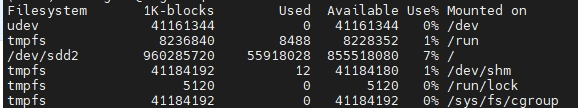 Filesystem 1K-blocks Used Available Use% Mounted on
udev 41161344 0 41161344 0% /dev
tmpfs 8236840 8488 8228352 1% /run
/dev/sdd2 960285720 55918028 855518080 7% /
tmpfs 41184192 12 41184180 1% /dev/shm
tmpfs 5120 0 5120 0% /run/lock
tmpfs 41184192 0 41184192 0% /sys/fs/cgroup